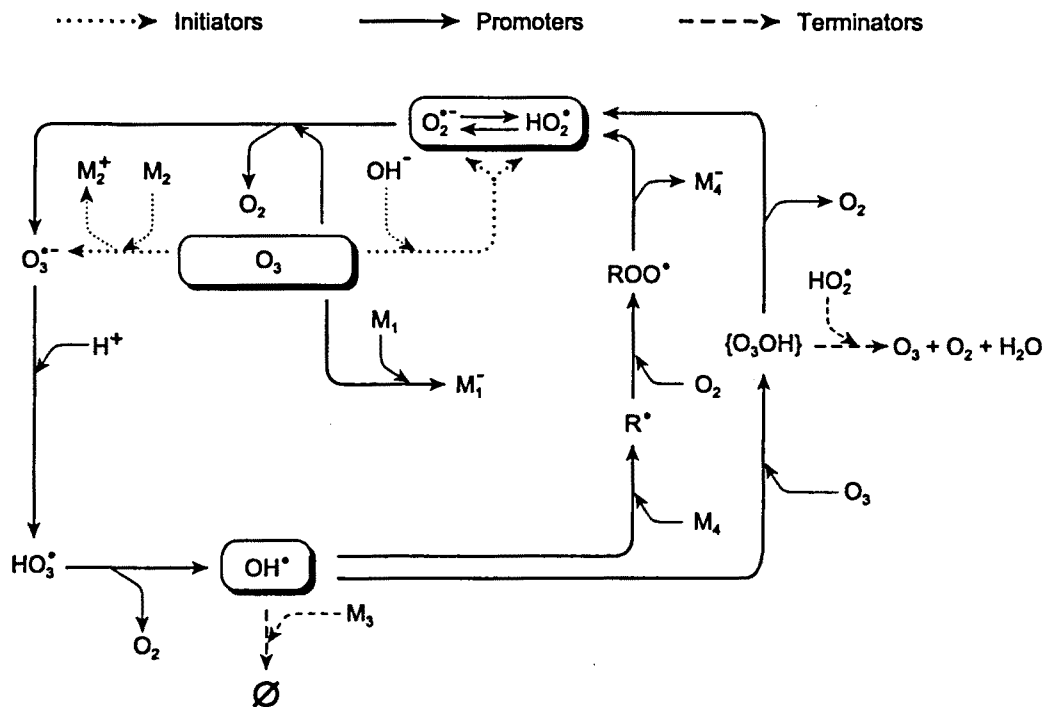 Initiators Promoters Terminators
O₂•⁻ HO₂•
M₂⁺ M₂ OH⁻ M₄⁻
O₂ O₂
O₃•⁻ O₃ ROO• HO₂•
M₁ {O₃OH} O₃ + O₂ + H₂O
H⁺
M₁⁻ O₂
R•
M₄ O₃
HO₃• OH•
O₂ M₃
Ø